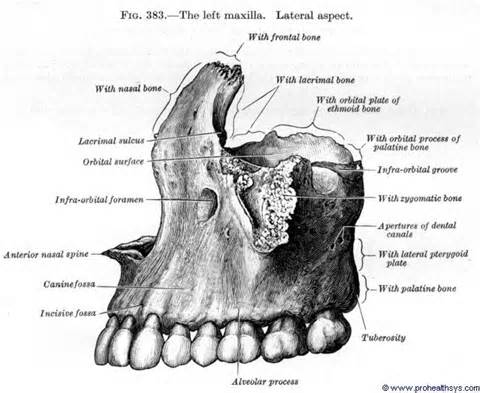 FIG. 383.—The left maxilla. Lateral aspect.
With frontal bone
With nasal bone
With lacrimal bone
With orbital plate of
ethmoid bone
Lacrimal sulcus
With orbital process of
palatine bone
Orbital surface
Infra-orbital groove
Infra-orbital foramen
With zygomatic bone
Apertures of dental
canals
Anterior nasal spine
With lateral pterygoid
plate
Canine fossa
With palatine bone
Incisive fossa
Tuberosity
Alveolar process
© www.prohealthsys.com